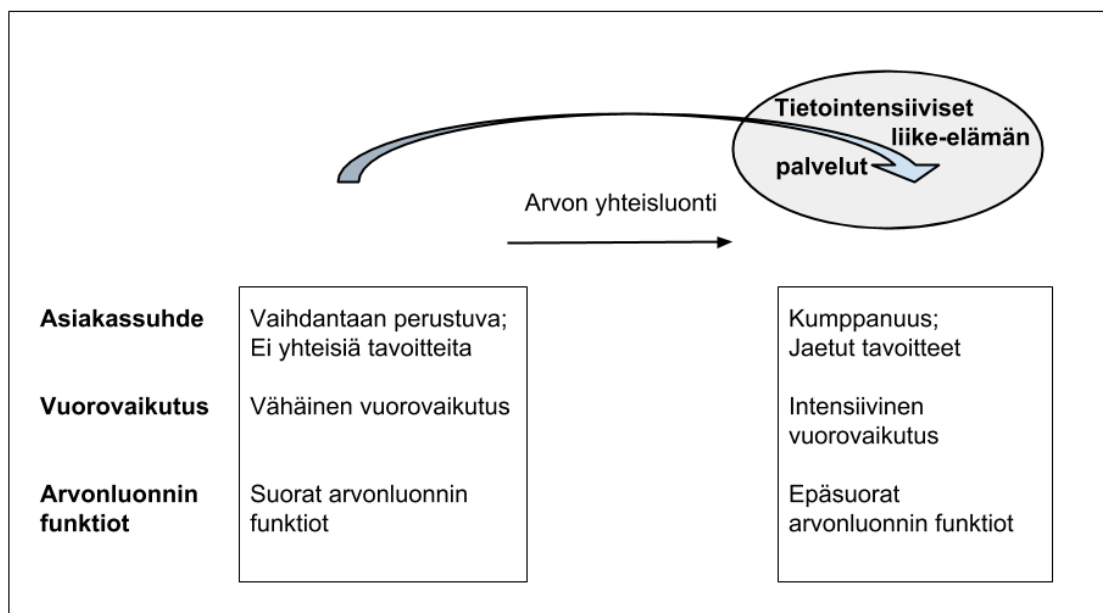 Tietointensiiviset
liike-elämän
palvelut
Arvon yhteisluonti
Asiakassuhde
Vaihdantaan perustuva;
Ei yhteisiä tavoitteita
Kumppanuus;
Jaetut tavoitteet
Vuorovaikutus
Vähäinen vuorovaikutus
Intensiivinen
vuorovaikutus
Arvonluonnin
funktiot
Suorat arvonluonnin
funktiot
Epäsuorat
arvonluonnin funktiot